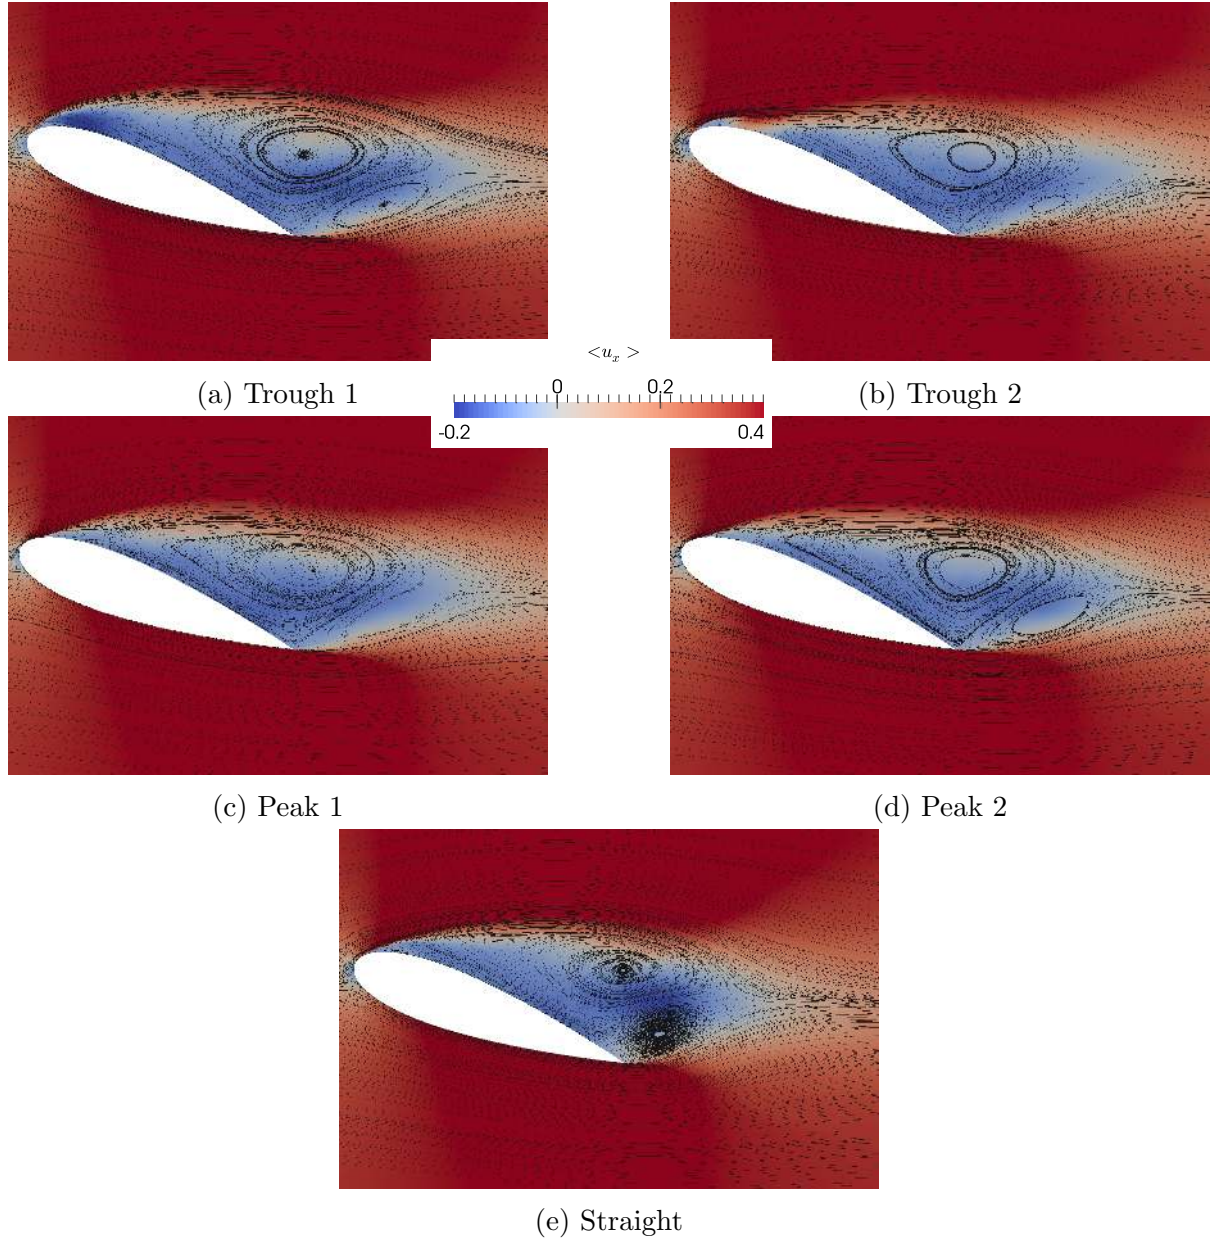 <u_x>
(a) Trough 1
0 0.2
(b) Trough 2
-0.2 0.4
(c) Peak 1
(d) Peak 2
(e) Straight